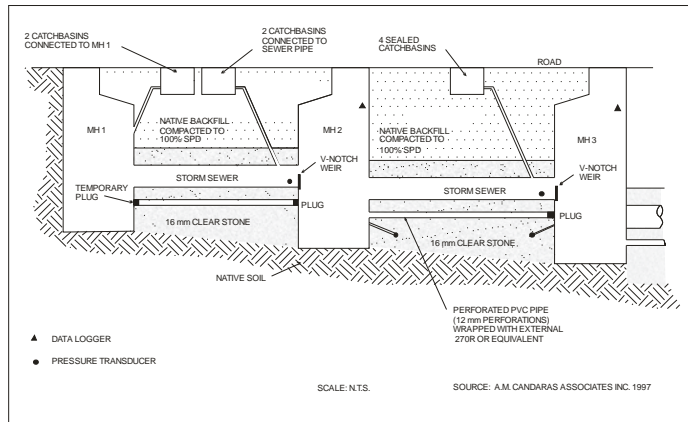 2 CATCHBASINS
CONNECTED TO MH 1
2 CATCHBASINS
CONNECTED TO
SEWER PIPE
4 SEALED
CATCHBASINS
ROAD
MH 1
NATIVE BACKFILL
COMPACTED TO
100% SPD
MH 2
NATIVE BACKFILL
COMPACTED TO
100% SPD
MH 3
V-NOTCH
WEIR
V-NOTCH
WEIR
STORM SEWER
STORM SEWER
TEMPORARY
PLUG
PLUG
PLUG
16 mm CLEAR STONE
16 mm CLEAR STONE
NATIVE SOIL
PERFORATED PVC PIPE
(12 mm PERFORATIONS)
WRAPPED WITH EXTERNAL
270R OR EQUIVALENT
DATA LOGGER
PRESSURE TRANSDUCER
SCALE: N.T.S.
SOURCE: A.M. CANDARAS ASSOCIATES INC. 1997